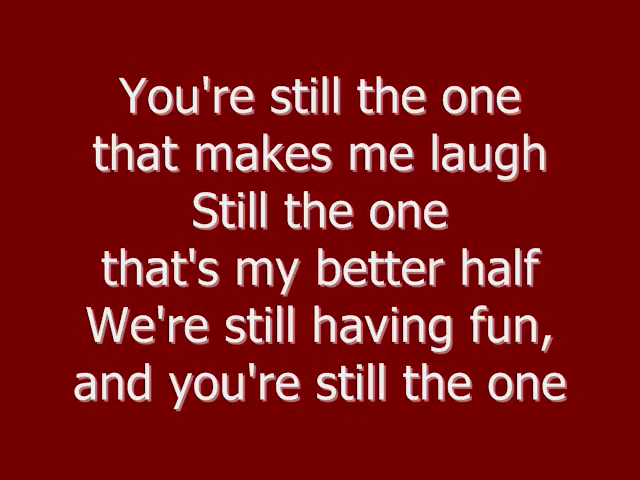 You're still the one
that makes me laugh
Still the one
that's my better half
We're still having fun,
and you're still the one